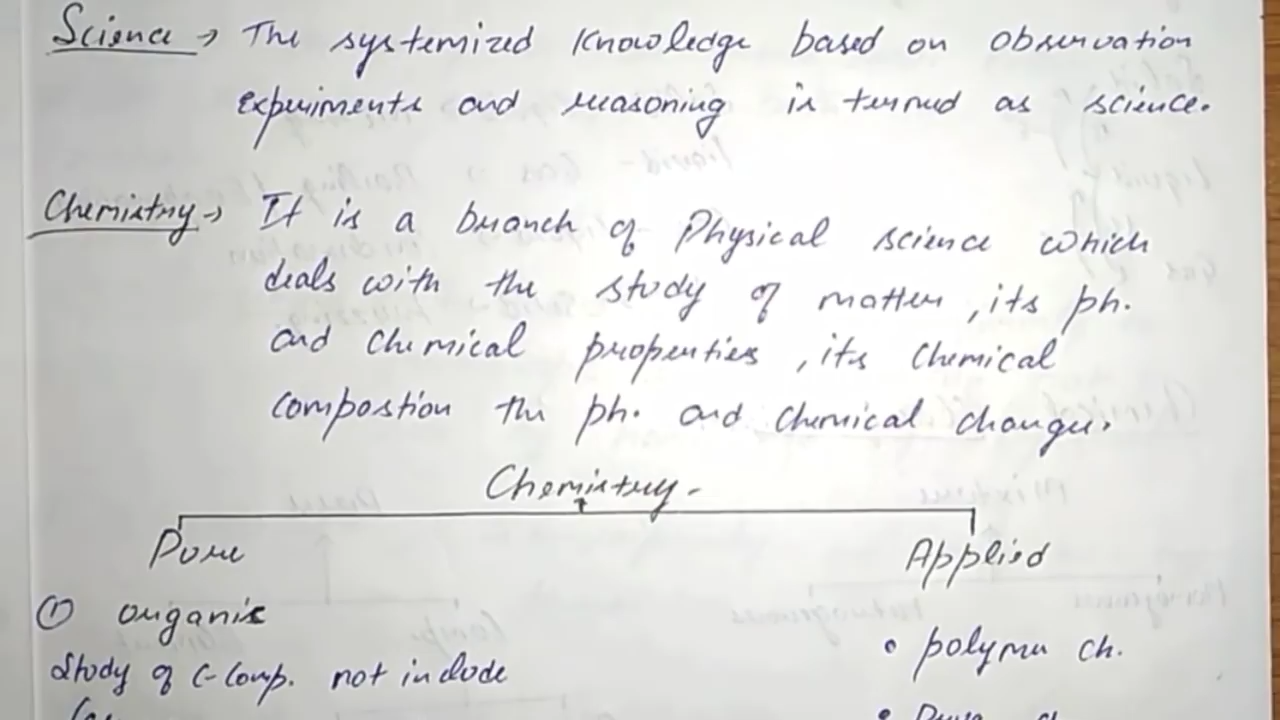 Science → The systemized knowledge based on observation
experiments and reasoning is termed as science.
Chemistry → It is a branch of Physical science which
deals with the study of matter, its ph.
and chemical properties, its chemical
compostion the ph. and chemical changes.
Chemistry -
Pure Applied
① organic
• polymer ch.
Study of C-Comp. not include